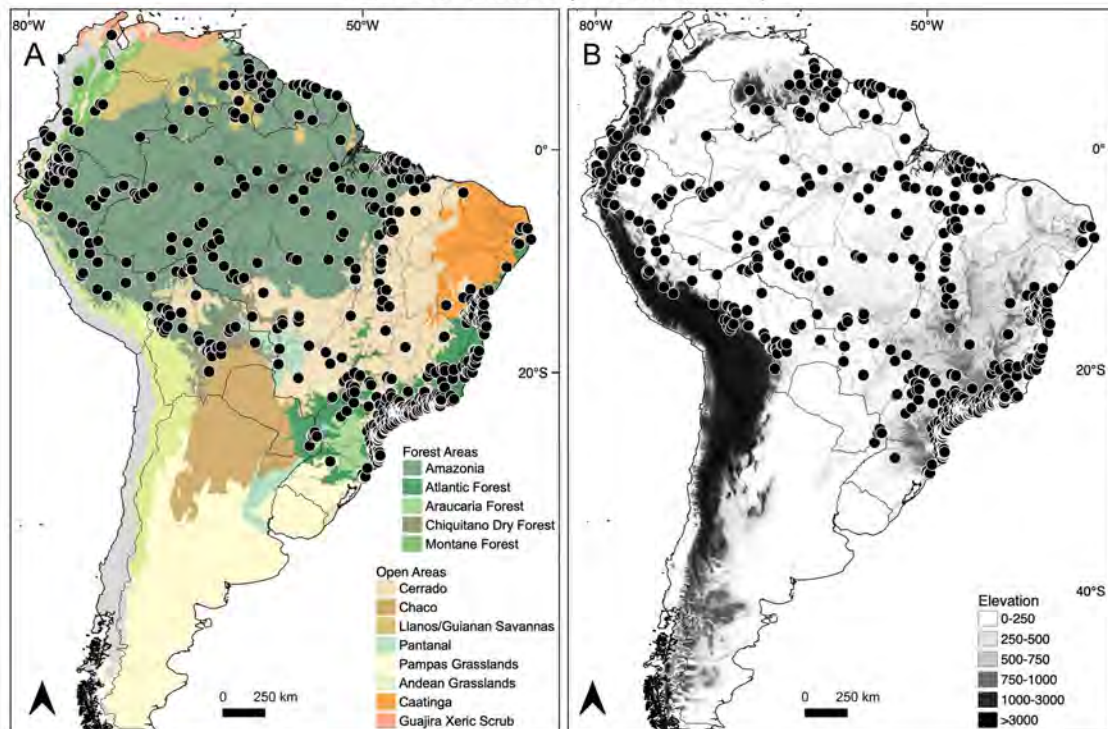 80°W
50°W
A
0°
20°S
Forest Areas
Amazonia
Atlantic Forest
Araucaria Forest
Chiquitano Dry Forest
Montane Forest
Open Areas
Cerrado
Chaco
Llanos/Guianan Savannas
Pantanal
Pampas Grasslands
Andean Grasslands
Caatinga
Guajira Xeric Scrub
0 250 km
80°W
50°W
B
0°
20°S
40°S
Elevation
0-250
250-500
500-750
750-1000
1000-3000
>3000
0 250 km